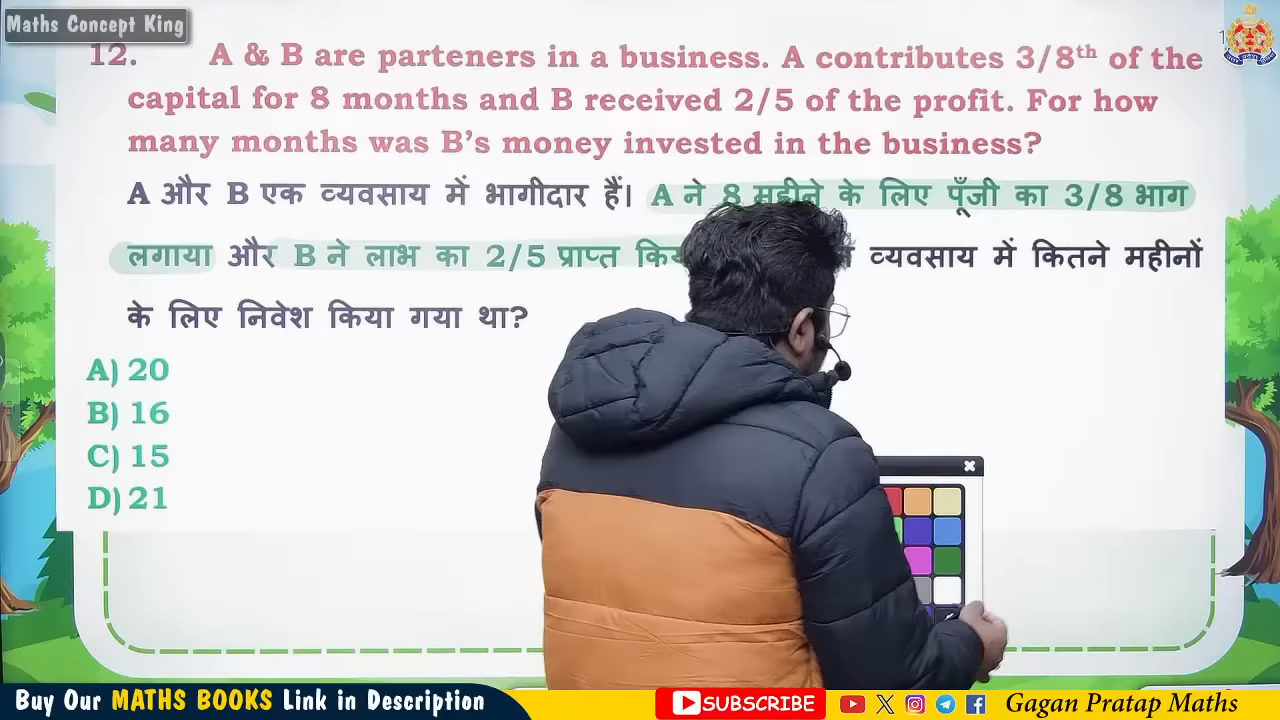 Maths Concept King
12. A & B are parteners in a business. A contributes 3/8th of the
capital for 8 months and B received 2/5 of the profit. For how
many months was B’s money invested in the business?
A और B एक व्यवसाय में भागीदार हैं। A ने 8 महीने के लिए पूँजी का 3/8 भाग
लगाया और B ने लाभ का 2/5 प्राप्त व्यवसाय में कितने महीनों
के लिए निवेश किया गया था?
A) 20
B) 16
C) 15
D) 21
Buy Our MATHS BOOKS Link in Description
SUBSCRIBE
Gagan Pratap Maths